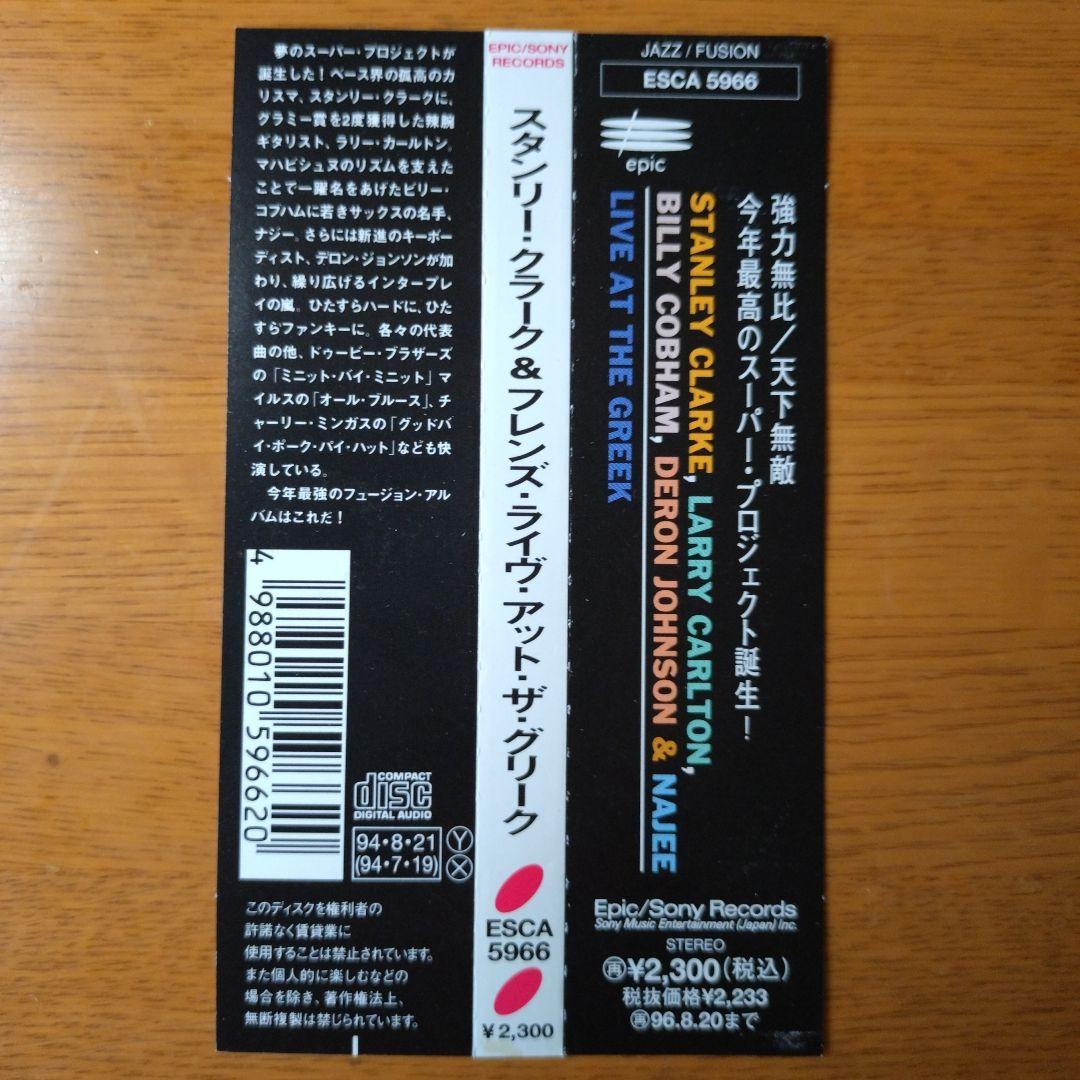 夢のスーパー・プロジェクトが
誕生した！ベース界の孤高のカ
リスマ、スタンリー・クラークに、
グラミー賞を2度獲得した辣腕
ギタリスト、ラリー・カールトン。
マハビシュヌのリズムを支えた
ことで一躍名をあげたビリー・
コブハムに若きサックスの名手、
ナジー。さらには新進のキーボー
ディスト、デロン・ジョンソンが加
わり、繰り広げるインタープレ
イの嵐。ひたすらハードに、ひた
すらファンキーに。各々の代表
曲の他、ドゥービー・ブラザーズ
の「ミニット・バイ・ミニット」マ
イルスの「オール・ブルース」、チ
ャーリー・ミンガスの「グッドバ
イ・ポーク・パイ・ハット」なども快
演している。
今年最強のフュージョン・アル
バムはこれだ！
4 988010 596620
COMPACT
disc
DIGITAL AUDIO
94・8・21
(94・7・19)
Y
X
このディスクを権利者の
許諾なく賃貸業に
使用することは禁止されています。
また個人的に楽しむなどの
場合を除き、著作権法上、
無断複製は禁じられています。
EPIC/SONY
RECORDS
スタンリー・クラーク&フレンズ・ライヴ・アット・ザ・グリーク
ESCA
5966
¥2,300
JAZZ/FUSION
ESCA 5966
epic
強力無比／天下無敵
今年最高のスーパー・プロジェクト誕生！
STANLEY CLARKE, LARRY CARLTON,
BILLY COBHAM, DERON JOHNSON & NAJEE
LIVE AT THE GREEK
Epic/Sony Records
Sony Music Entertainment (Japan) Inc.
STEREO
再¥2,300(税込)
税抜価格¥2,233
再96.8.20まで